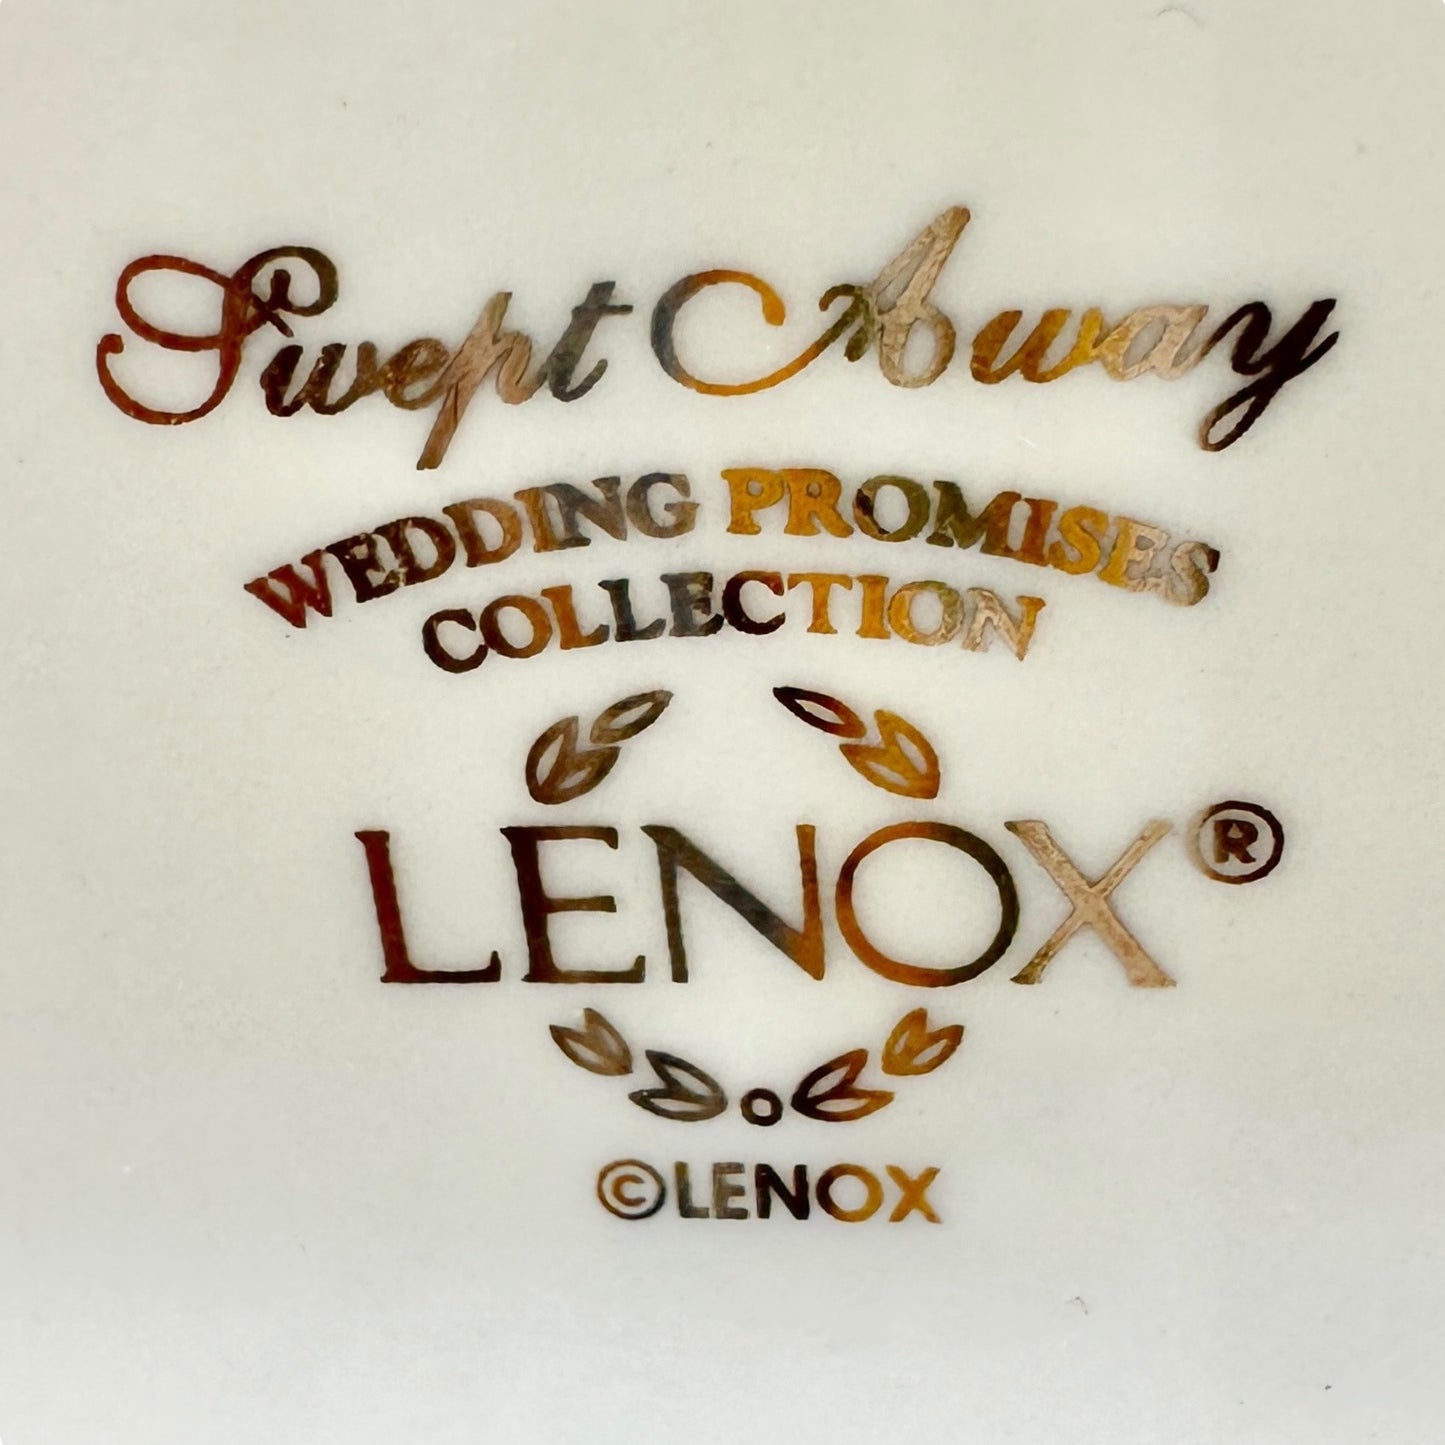 Swept Away
WEDDING PROMISES
COLLECTION
LENOX®
©LENOX